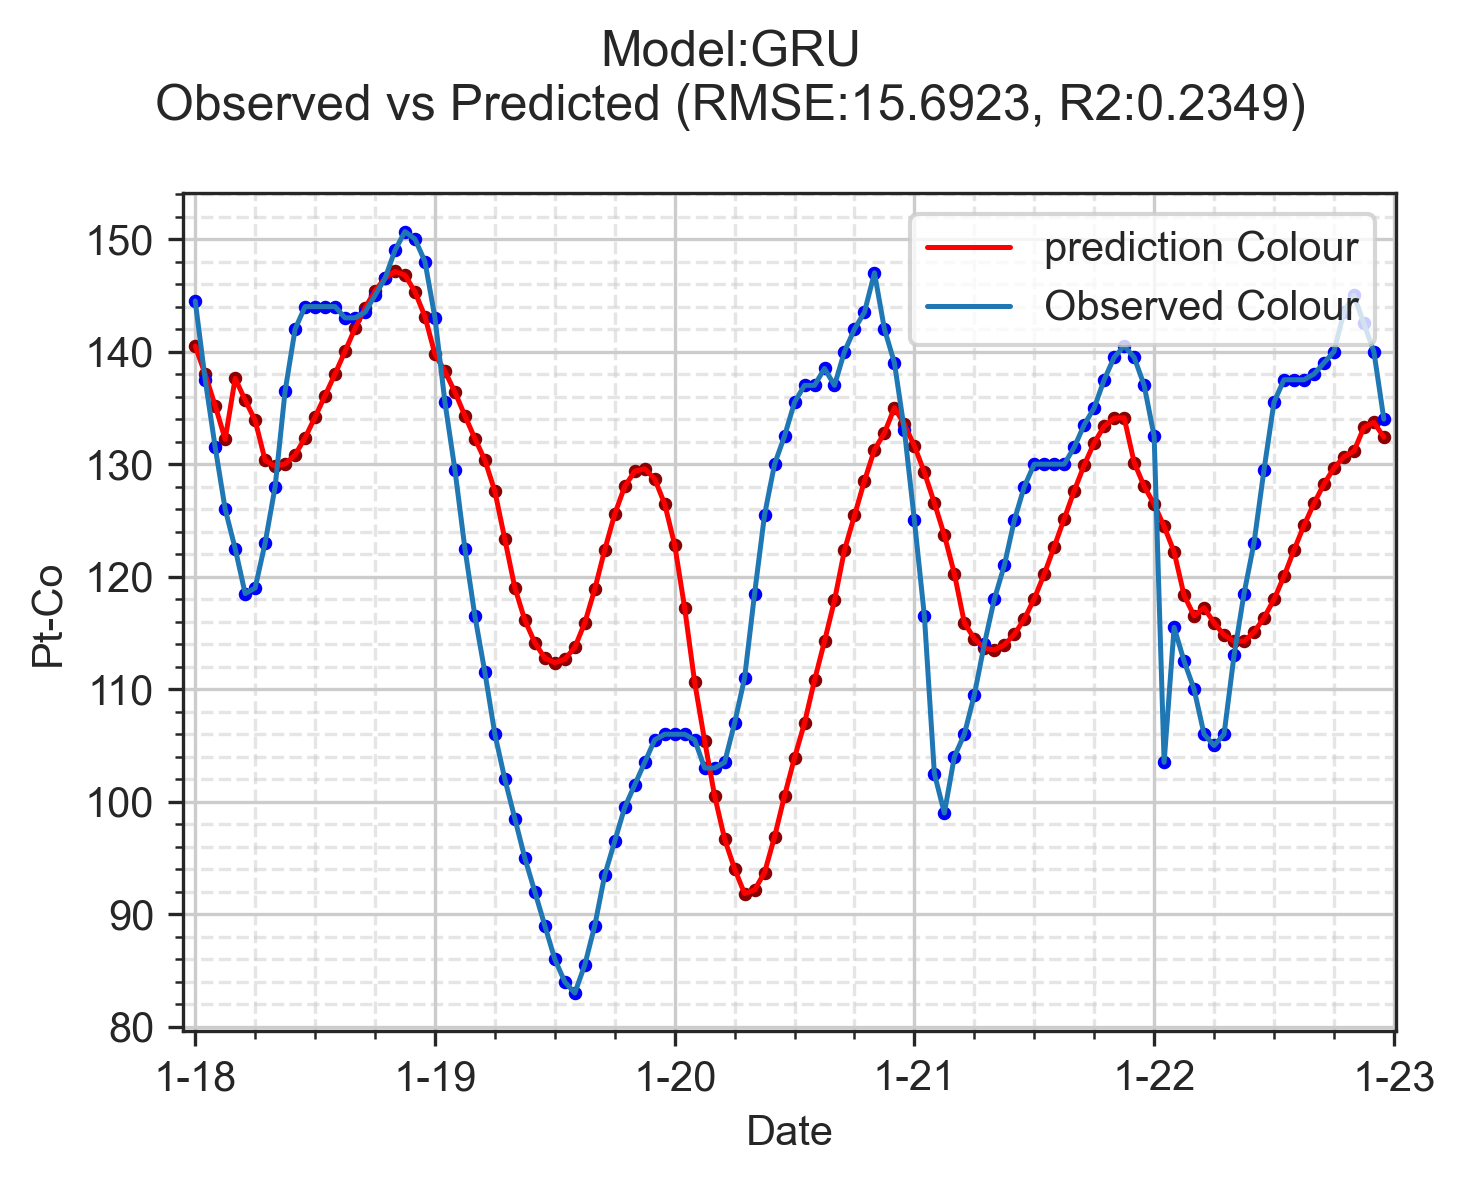 Model:GRU
Observed vs Predicted (RMSE:15.6923, R2:0.2349)
prediction Colour
Observed Colour
150
140
130
120
110
100
90
80
Pt-Co
1-18
1-19
1-20
1-21
1-22
1-23
Date